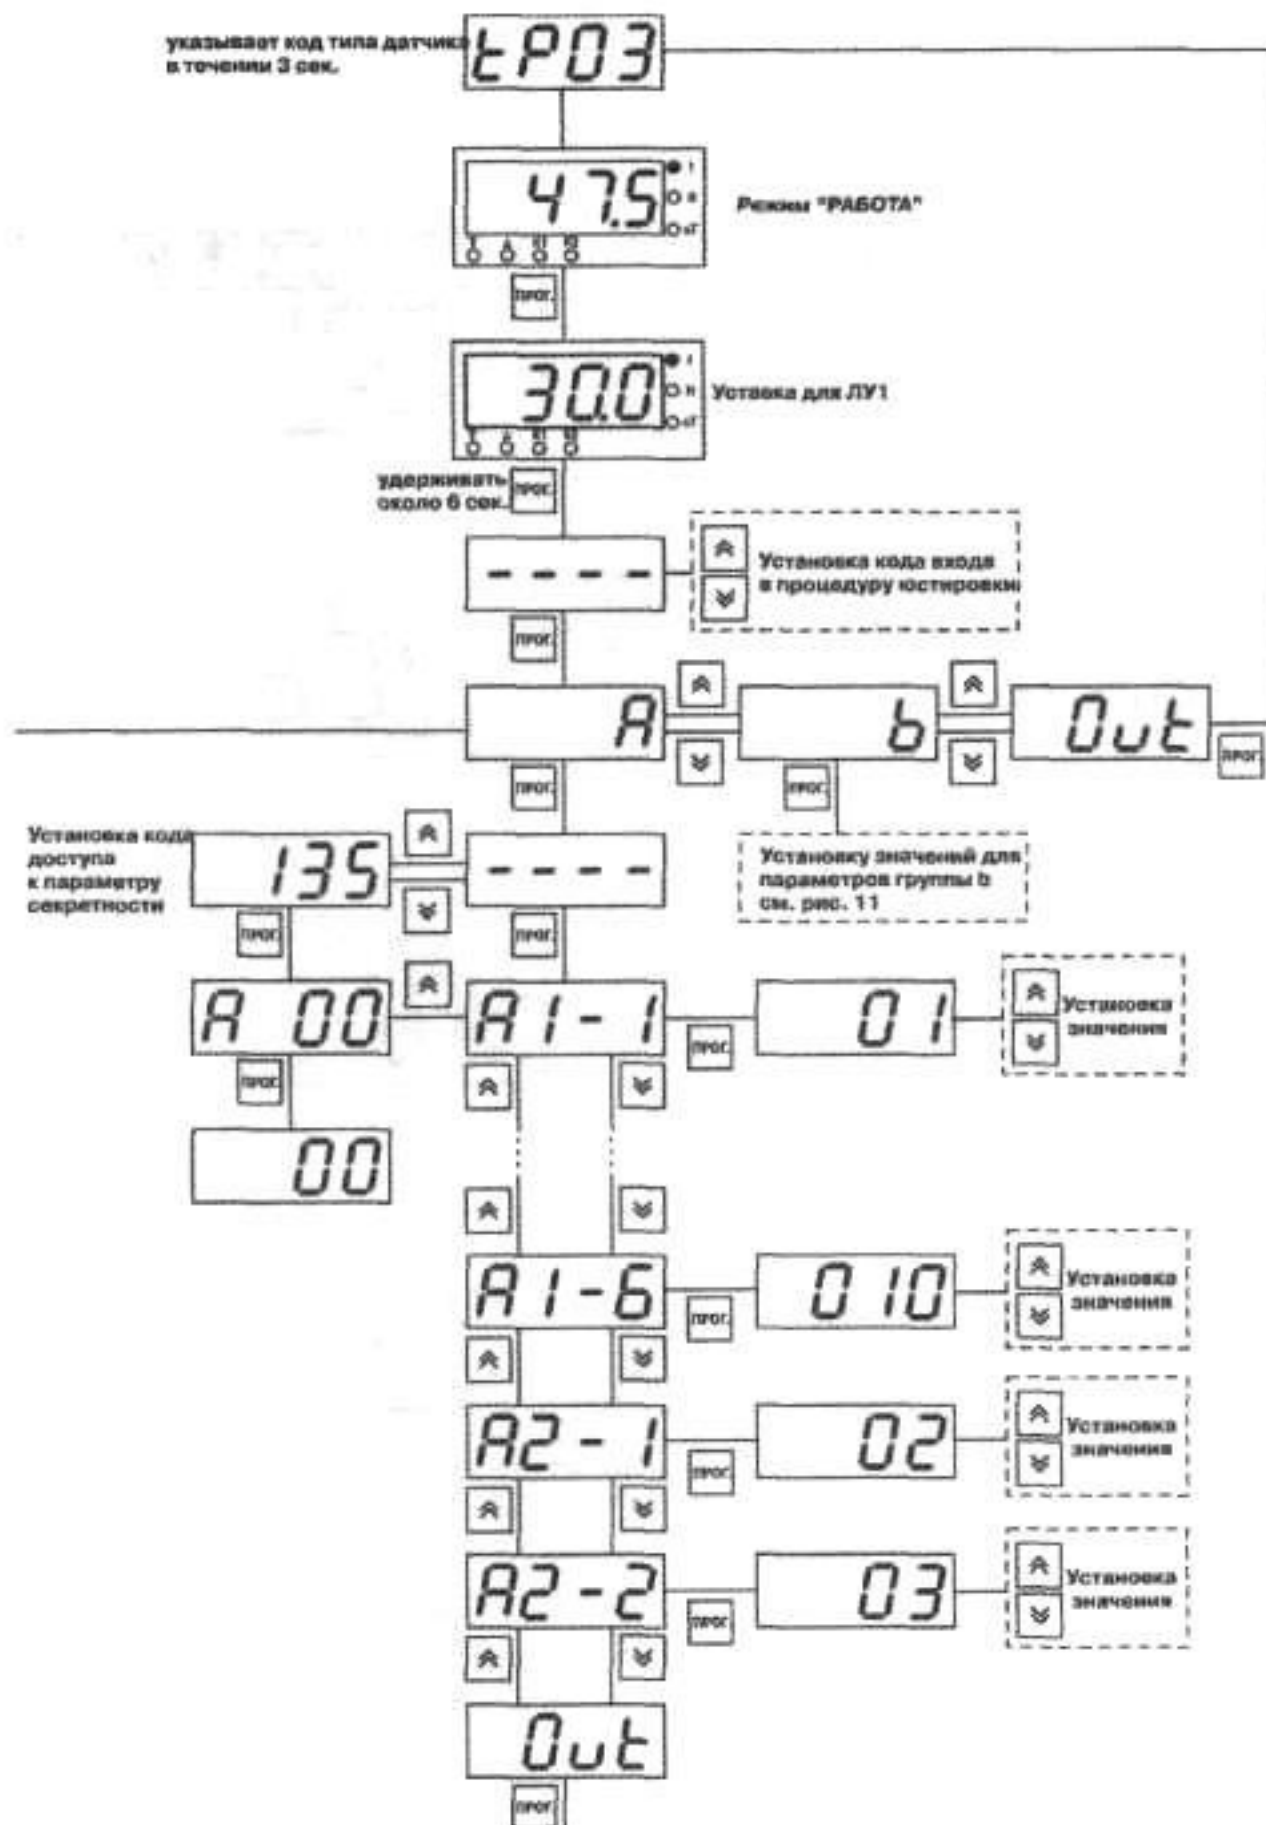 указывает код типа датчика
в течении 3 сек.
tP03
47.5
Режим "РАБОТА"
ПРОГ.
30.0
Уставка для ЛУ1
удерживать
около 6 сек.
ПРОГ.
- - - -
Установка кода входа
в процедуру юстировки
ПРОГ.
A
b
Out
ПРОГ.
ПРОГ.
ПРОГ.
Установка кода
доступа
к параметру
секретности
135
- - - -
Установку значений для
параметров группы b
см. рис. 11
ПРОГ.
ПРОГ.
A 00
A1-1
ПРОГ.
01
Установка
значения
ПРОГ.
00
A1-6
ПРОГ.
010
Установка
значения
A2-1
ПРОГ.
02
Установка
значения
A2-2
ПРОГ.
03
Установка
значения
Out
ПРОГ.